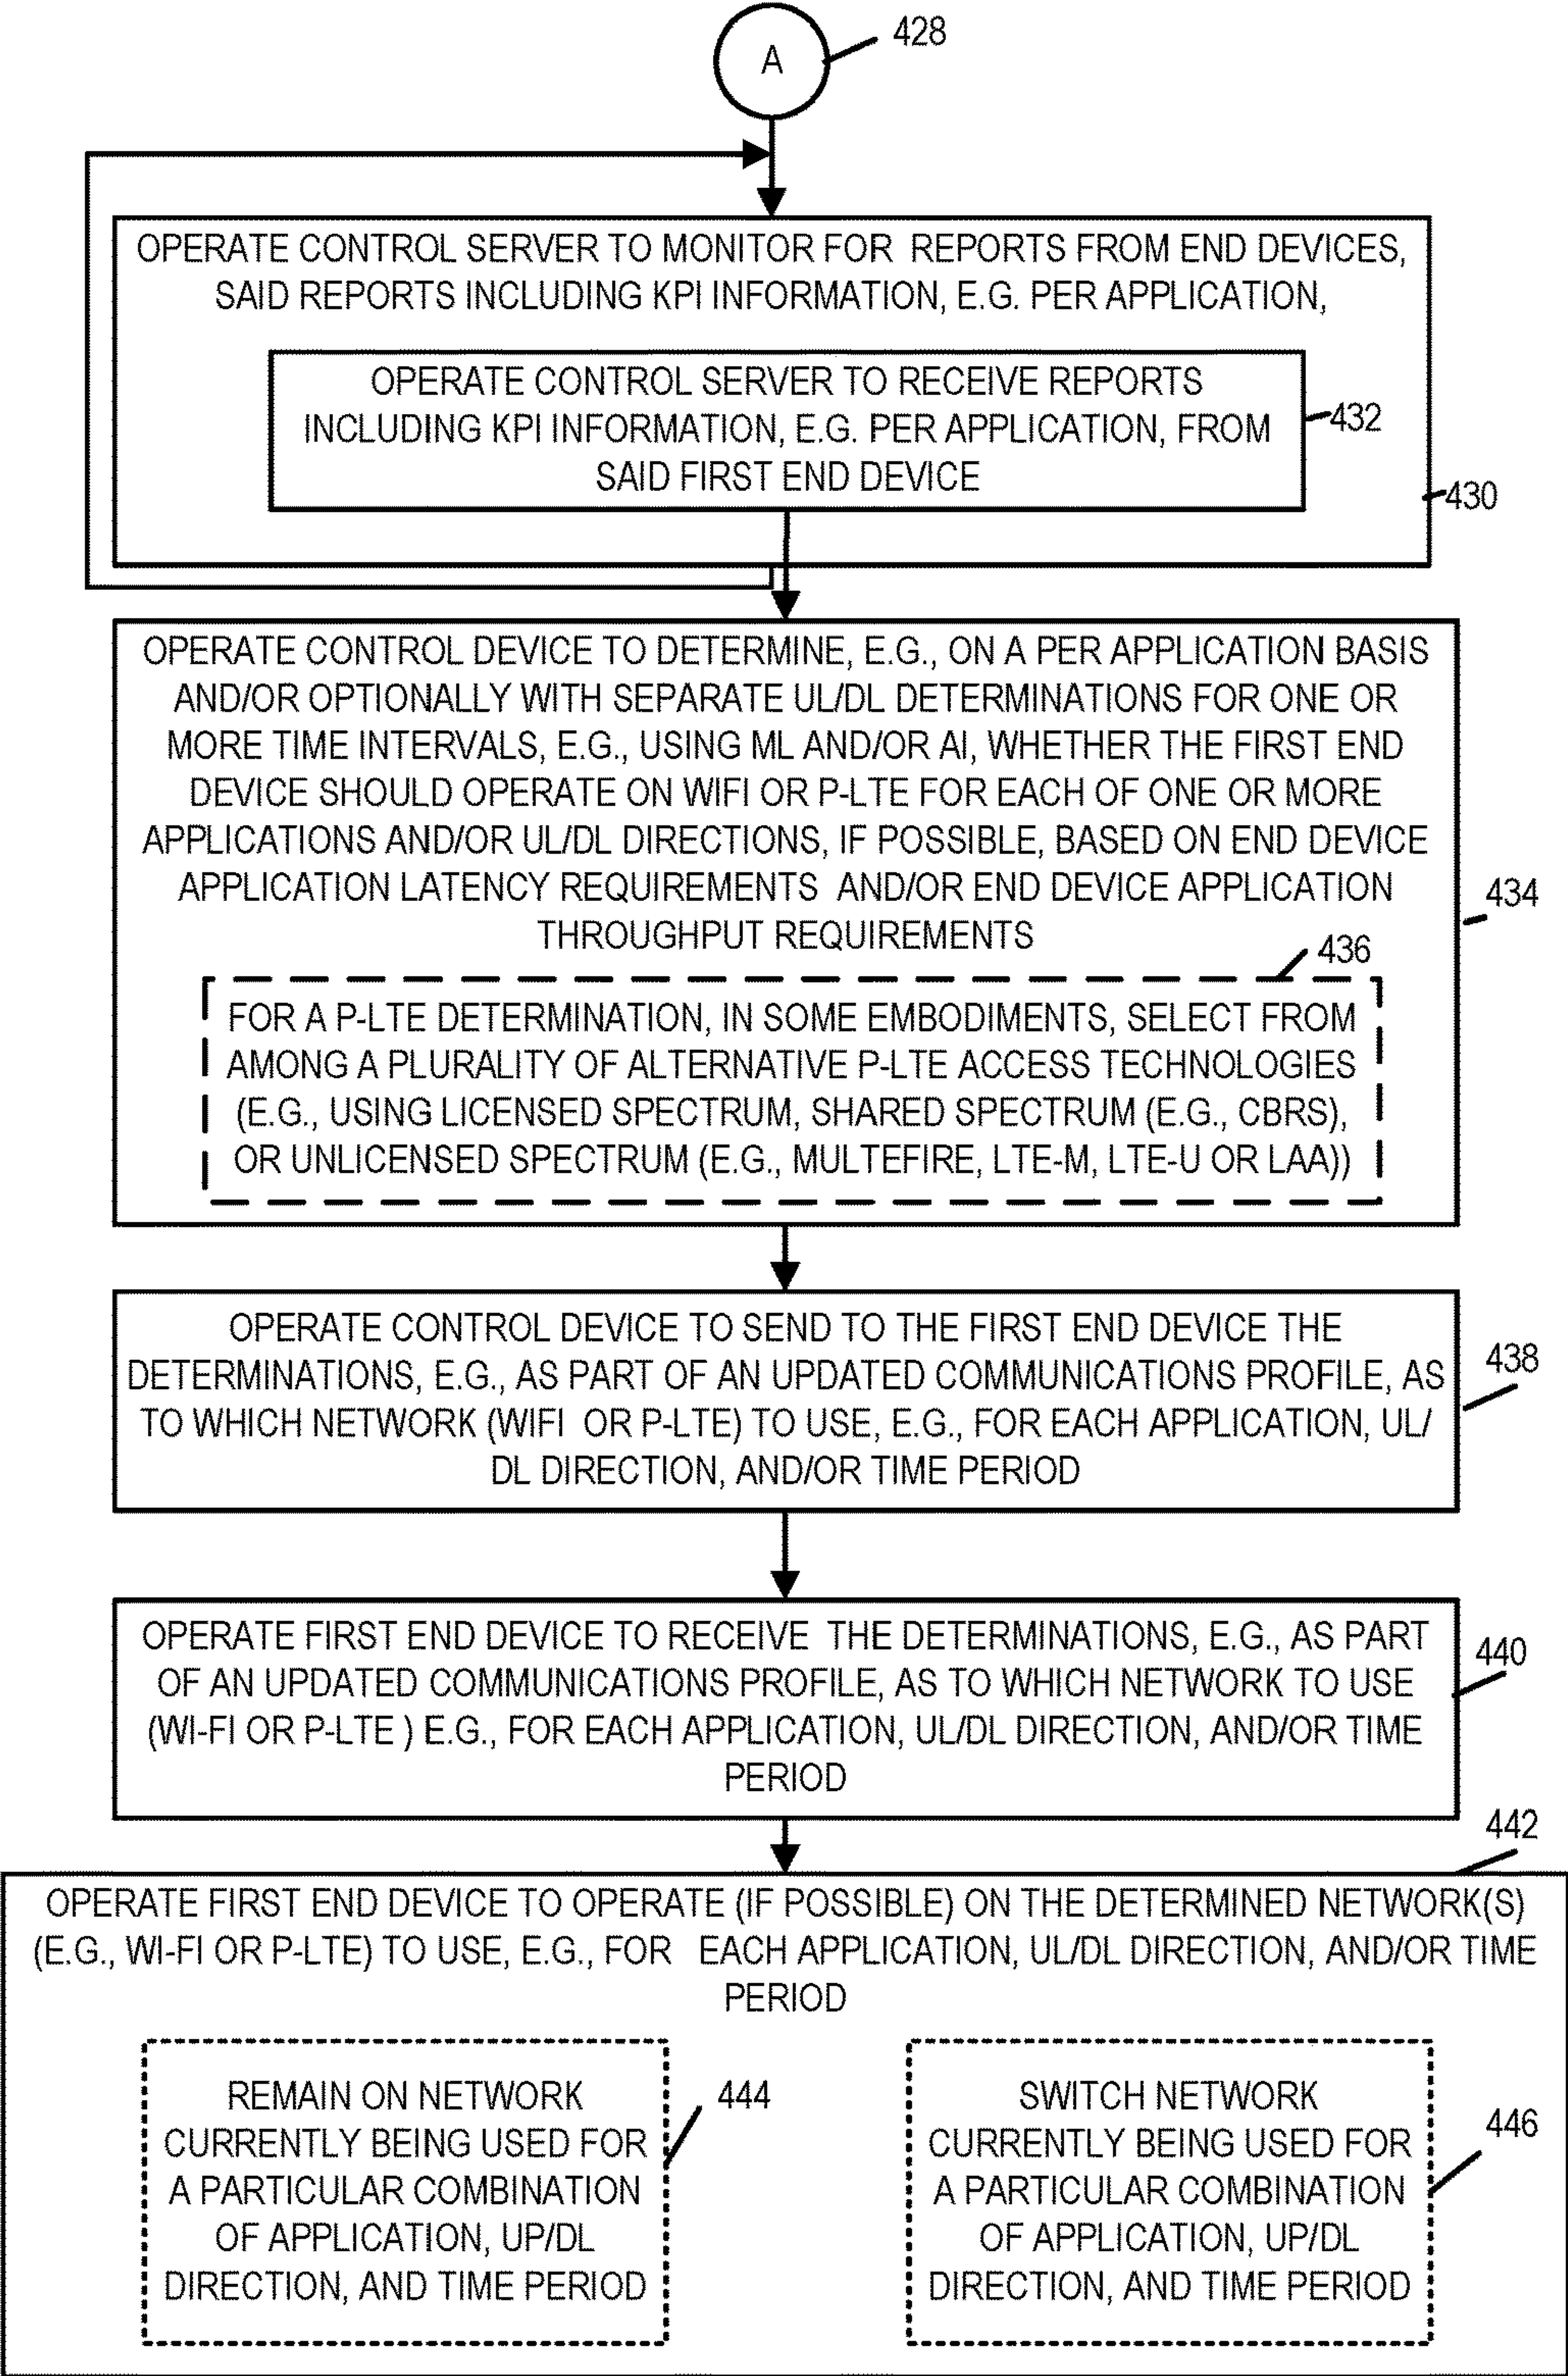 428
A
OPERATE CONTROL SERVER TO MONITOR FOR REPORTS FROM END DEVICES,
SAID REPORTS INCLUDING KPI INFORMATION, E.G. PER APPLICATION,
OPERATE CONTROL SERVER TO RECEIVE REPORTS
INCLUDING KPI INFORMATION, E.G. PER APPLICATION, FROM
SAID FIRST END DEVICE
432
430
OPERATE CONTROL DEVICE TO DETERMINE, E.G., ON A PER APPLICATION BASIS
AND/OR OPTIONALLY WITH SEPARATE UL/DL DETERMINATIONS FOR ONE OR
MORE TIME INTERVALS, E.G., USING ML AND/OR AI, WHETHER THE FIRST END
DEVICE SHOULD OPERATE ON WIFI OR P-LTE FOR EACH OF ONE OR MORE
APPLICATIONS AND/OR UL/DL DIRECTIONS, IF POSSIBLE, BASED ON END DEVICE
APPLICATION LATENCY REQUIREMENTS AND/OR END DEVICE APPLICATION
THROUGHPUT REQUIREMENTS
434
436
FOR A P-LTE DETERMINATION, IN SOME EMBODIMENTS, SELECT FROM
AMONG A PLURALITY OF ALTERNATIVE P-LTE ACCESS TECHNOLOGIES
(E.G., USING LICENSED SPECTRUM, SHARED SPECTRUM (E.G., CBRS),
OR UNLICENSED SPECTRUM (E.G., MULTEFIRE, LTE-M, LTE-U OR LAA))
OPERATE CONTROL DEVICE TO SEND TO THE FIRST END DEVICE THE
DETERMINATIONS, E.G., AS PART OF AN UPDATED COMMUNICATIONS PROFILE, AS
TO WHICH NETWORK (WIFI OR P-LTE) TO USE, E.G., FOR EACH APPLICATION, UL/
DL DIRECTION, AND/OR TIME PERIOD
438
OPERATE FIRST END DEVICE TO RECEIVE THE DETERMINATIONS, E.G., AS PART
OF AN UPDATED COMMUNICATIONS PROFILE, AS TO WHICH NETWORK TO USE
(WI-FI OR P-LTE ) E.G., FOR EACH APPLICATION, UL/DL DIRECTION, AND/OR TIME
PERIOD
440
442
OPERATE FIRST END DEVICE TO OPERATE (IF POSSIBLE) ON THE DETERMINED NETWORK(S)
(E.G., WI-FI OR P-LTE) TO USE, E.G., FOR EACH APPLICATION, UL/DL DIRECTION, AND/OR TIME
PERIOD
REMAIN ON NETWORK
CURRENTLY BEING USED FOR
A PARTICULAR COMBINATION
OF APPLICATION, UP/DL
DIRECTION, AND TIME PERIOD
444
SWITCH NETWORK
CURRENTLY BEING USED FOR
A PARTICULAR COMBINATION
OF APPLICATION, UP/DL
DIRECTION, AND TIME PERIOD
446